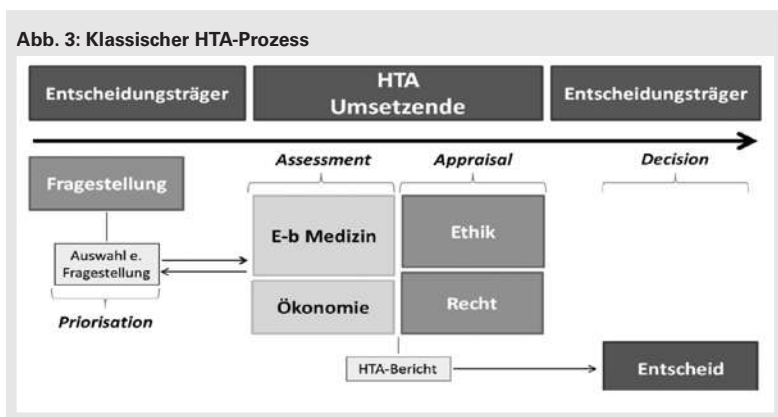 Abb. 3: Klassischer HTA-Prozess
Entscheidungsträger
HTA
Umsetzende
Entscheidungsträger
Assessment
Appraisal
Decision
Fragestellung
E-b Medizin
Ethik
Auswahl e.
Fragestellung
Priorisation
Ökonomie
Recht
HTA-Bericht
Entscheid